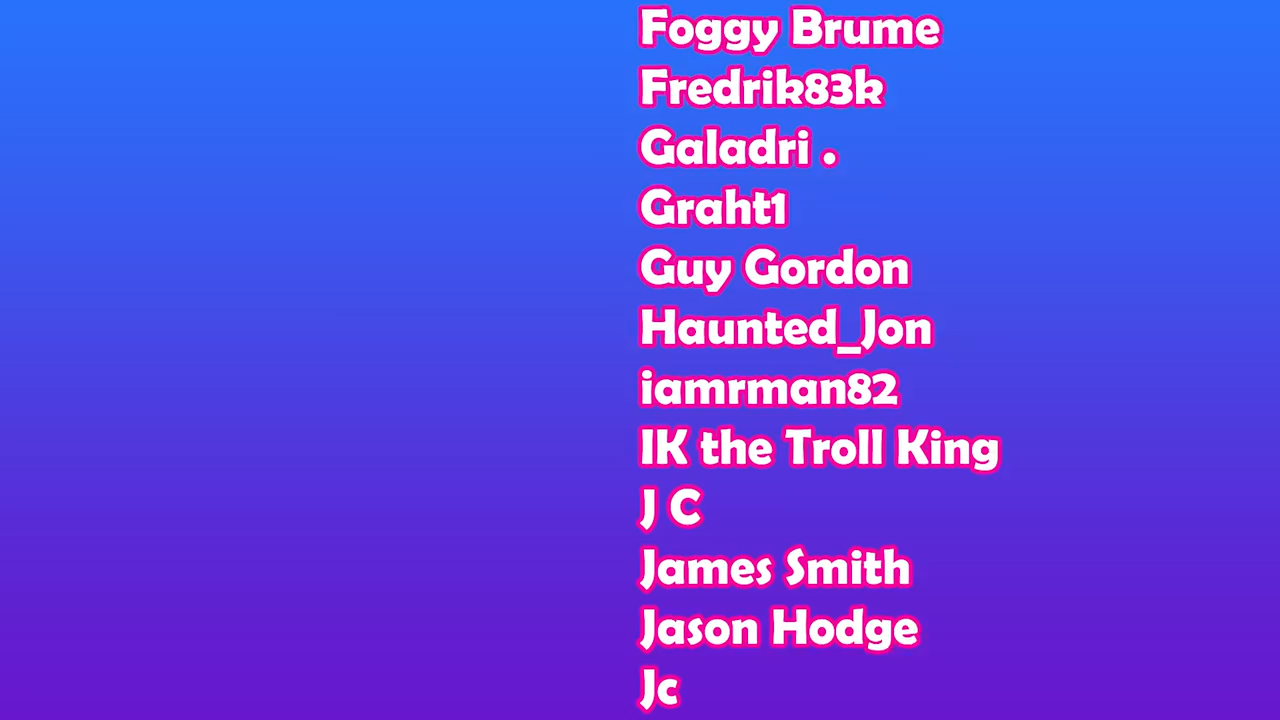 Foggy Brume
Fredrik83k
Galadri .
Graht1
Guy Gordon
Haunted_Jon
iamrman82
IK the Troll King
J C
James Smith
Jason Hodge
Jc